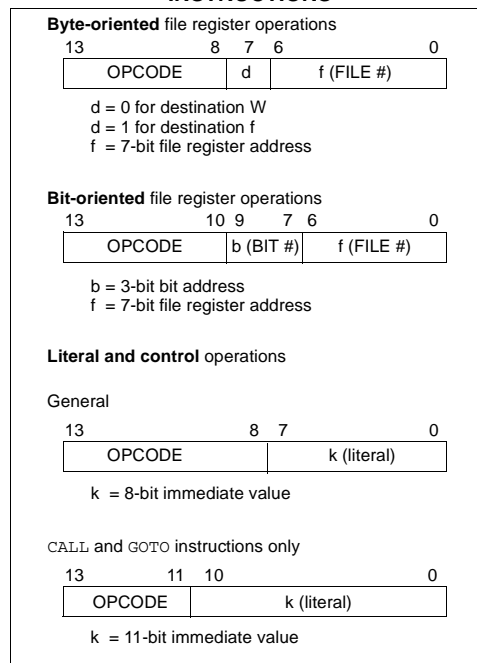 Byte-oriented file register operations
13 8 7 6 0
OPCODE d f (FILE #)
d = 0 for destination W
d = 1 for destination f
f = 7-bit file register address
Bit-oriented file register operations
13 10 9 7 6 0
OPCODE b (BIT #) f (FILE #)
b = 3-bit bit address
f = 7-bit file register address
Literal and control operations
General
13 8 7 0
OPCODE k (literal)
k = 8-bit immediate value
CALL and GOTO instructions only
13 11 10 0
OPCODE k (literal)
k = 11-bit immediate value